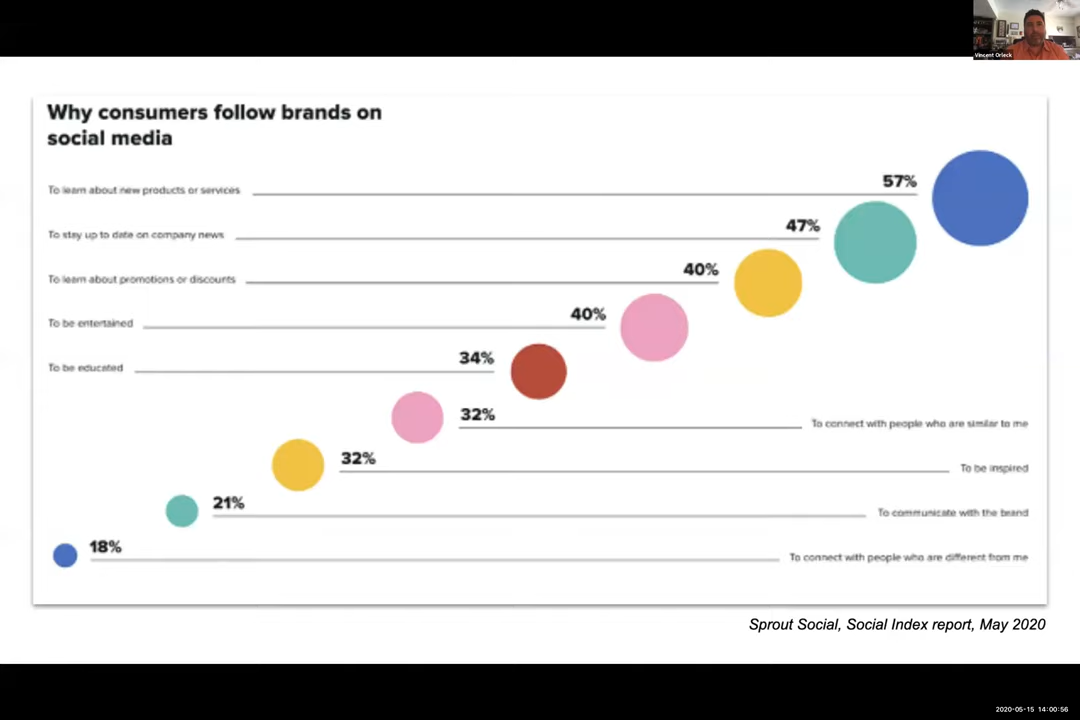 Vincent Orleck
Why consumers follow brands on
social media
To learn about new products or services
57%
To stay up to date on company news
47%
To learn about promotions or discounts
40%
To be entertained
40%
To be educated
34%
32%
To connect with people who are similar to me
32%
To be inspired
21%
To communicate with the brand
18%
To connect with people who are different from me
Sprout Social, Social Index report, May 2020
2020-05-15 14:00:56